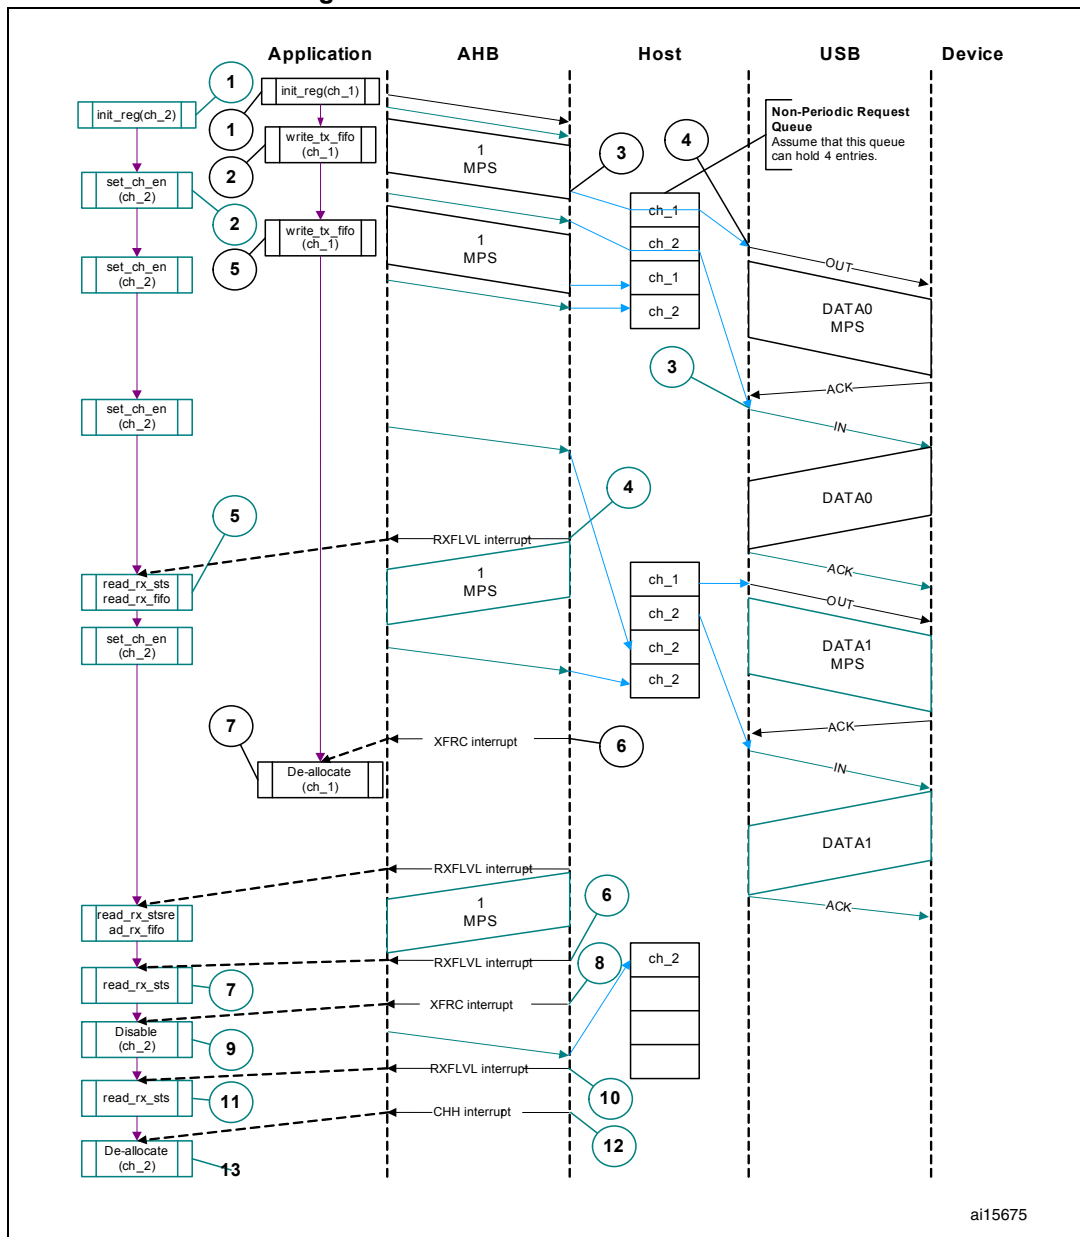 Application
AHB
Host
USB
Device
1
init_reg(ch_1)
init_reg(ch_2)
1
Non-Periodic Request
Queue
Assume that this queue
can hold 4 entries.
write_tx_fifo
(ch_1)
2
1
MPS
3
4
set_ch_en
(ch_2)
2
ch_1
ch_2
ch_1
ch_2
write_tx_fifo
(ch_1)
5
1
MPS
set_ch_en
(ch_2)
OUT
DATA0
MPS
3
ACK
set_ch_en
(ch_2)
IN
4
DATA0
5
RXFLVL interrupt
ACK
read_rx_sts
read_rx_fifo
1
MPS
ch_1
ch_2
ch_2
ch_2
OUT
set_ch_en
(ch_2)
DATA1
MPS
7
XFRC interrupt
6
ACK
De-allocate
(ch_1)
IN
DATA1
RXFLVL interrupt
6
ACK
read_rx_stsre
ad_rx_fifo
1
MPS
RXFLVL interrupt
8
ch_2
read_rx_sts
7
XFRC interrupt
Disable
(ch_2)
9
RXFLVL interrupt
10
read_rx_sts
11
CHH interrupt
12
De-allocate
(ch_2)
13
ai15675